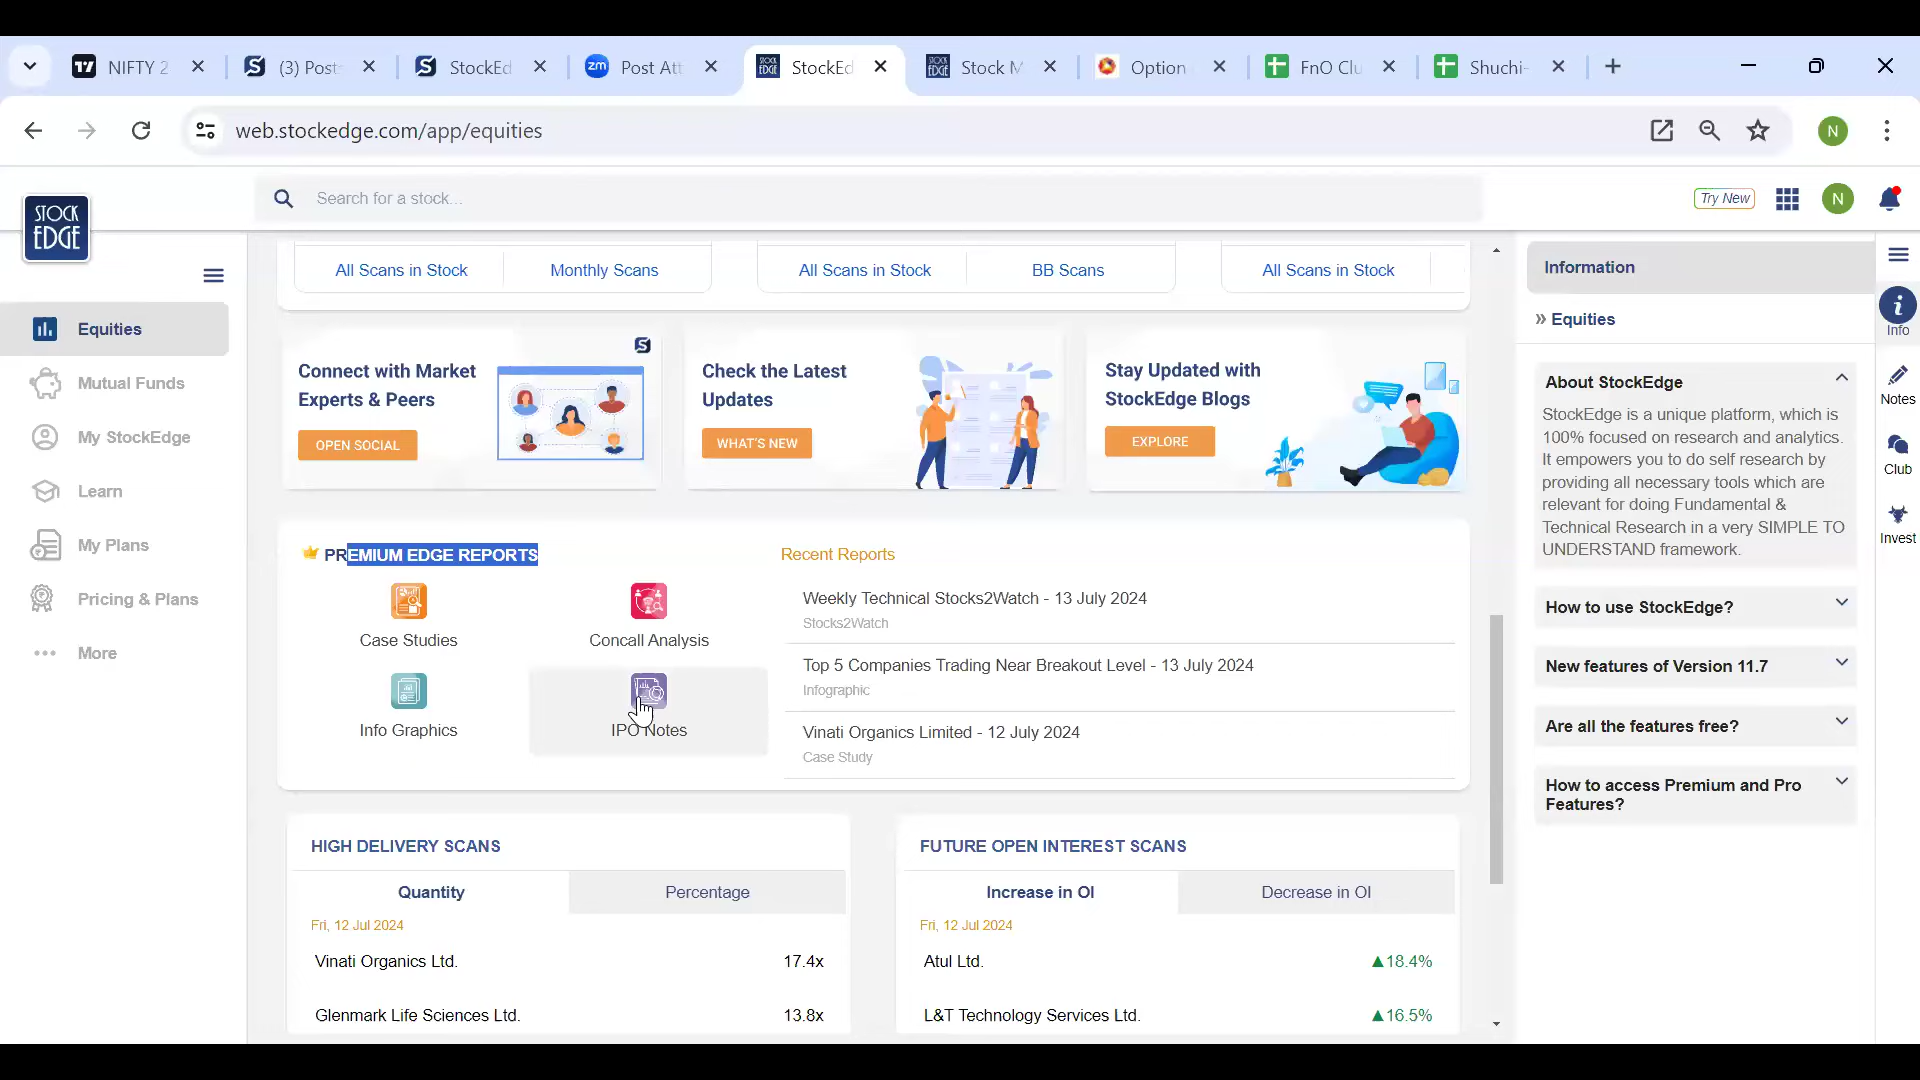 NIFTY 2
(3) Post
StockEd
Post Att
StockEd
Stock M
Option
FnO Clu
Shuchi-
web.stockedge.com/app/equities
N
STOCK
EDGE
Search for a stock...
Try New
N
Equities
Mutual Funds
My StockEdge
Learn
My Plans
Pricing & Plans
More
All Scans in Stock
Monthly Scans
All Scans in Stock
BB Scans
All Scans in Stock
Connect with Market
Experts & Peers
OPEN SOCIAL
Check the Latest
Updates
WHAT'S NEW
Stay Updated with
StockEdge Blogs
EXPLORE
PREMIUM EDGE REPORTS
Case Studies
Concall Analysis
Info Graphics
IPO Notes
Recent Reports
Weekly Technical Stocks2Watch - 13 July 2024
Stocks2Watch
Top 5 Companies Trading Near Breakout Level - 13 July 2024
Infographic
Vinati Organics Limited - 12 July 2024
Case Study
HIGH DELIVERY SCANS
Quantity
Percentage
Fri, 12 Jul 2024
Vinati Organics Ltd.
17.4x
Glenmark Life Sciences Ltd.
13.8x
FUTURE OPEN INTEREST SCANS
Increase in OI
Decrease in OI
Fri, 12 Jul 2024
Atul Ltd.
▲18.4%
L&T Technology Services Ltd.
▲16.5%
Information
» Equities
About StockEdge
StockEdge is a unique platform, which is
100% focused on research and analytics.
It empowers you to do self research by
providing all necessary tools which are
relevant for doing Fundamental &
Technical Research in a very SIMPLE TO
UNDERSTAND framework.
How to use StockEdge?
New features of Version 11.7
Are all the features free?
How to access Premium and Pro
Features?
Info
Notes
Club
Invest